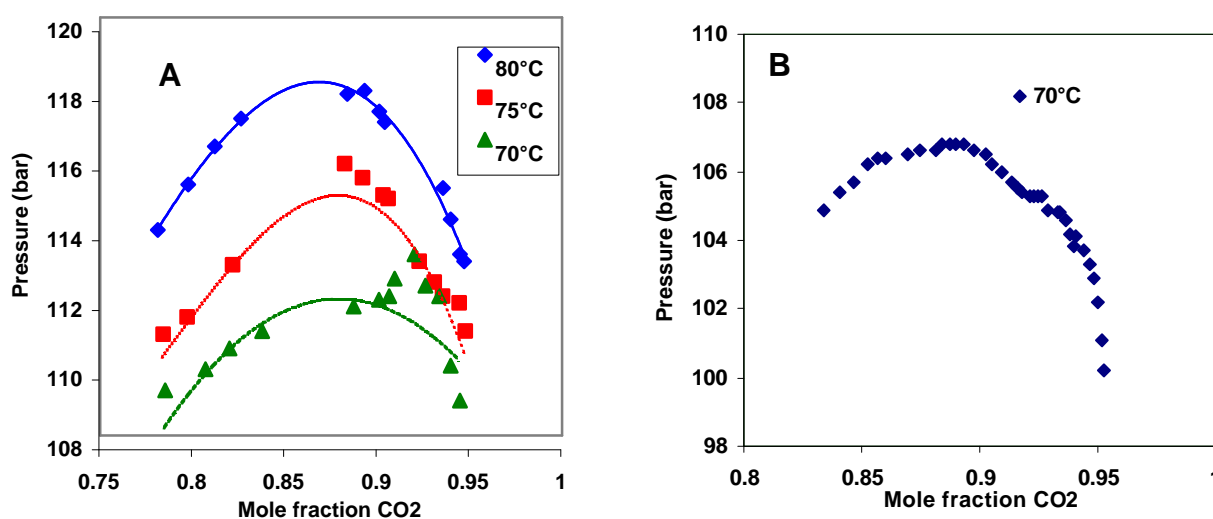 A
80°C
75°C
70°C
120
118
116
114
112
110
108
Pressure (bar)
0.75
0.8
0.85
0.9
0.95
1
Mole fraction CO2
B
70°C
110
108
106
104
102
100
98
Pressure (bar)
0.8
0.85
0.9
0.95
1
Mole fraction CO2